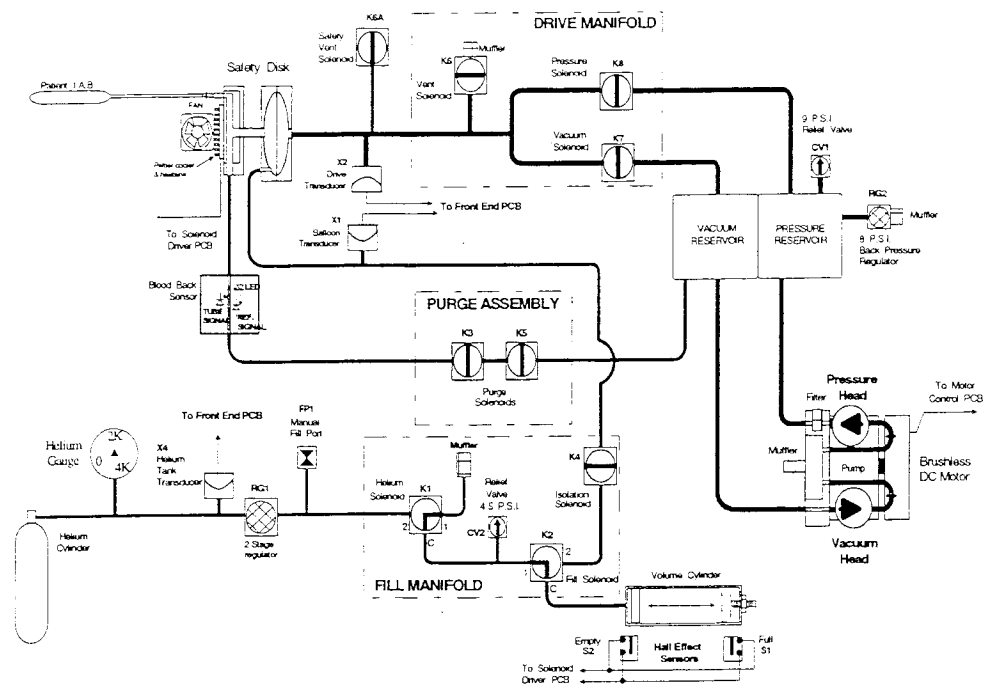 K6A
Safety
Vent
Solenoid
DRIVE MANIFOLD
Muffler
K6
Vent
Solenoid
Pressure
Solenoid
K8
Vacuum
Solenoid
K7
Safety Disk
Patient I.A.B
FAN
Peltier cooler
& heatsink
To Solenoid
Driver PCB
X2
Drive
Transducer
To Front End PCB
X1
Balloon
Transducer
9 P.S.I.
Relief Valve
CV1
VACUUM
RESERVOIR
PRESSURE
RESERVOIR
RG2
Muffler
8 P.S.I.
Back Pressure
Regulator
Blood Back
Sensor
LED
TUBE
SIGNAL
REF.
SIGNAL
PURGE ASSEMBLY
K3
K5
Purge
Solenoids
Helium
Gauge
0
2K
4K
To Front End PCB
X4
Helium
Tank
Transducer
FP1
Manual
Fill Port
RG1
2 Stage
regulator
Helium
Cylinder
Helium
Solenoid
K1
2
1
C
Muffler
Relief
Valve
4.5 P.S.I.
CV2
K2
1
2
C
Fill Solenoid
K4
Isolation
Solenoid
FILL MANIFOLD
Filter
Pressure
Head
To Motor
Control PCB
Muffler
Pump
Brushless
DC Motor
Vacuum
Head
Volume Cylinder
Empty
S2
Hall Effect
Sensors
Full
S1
To Solenoid
Driver PCB